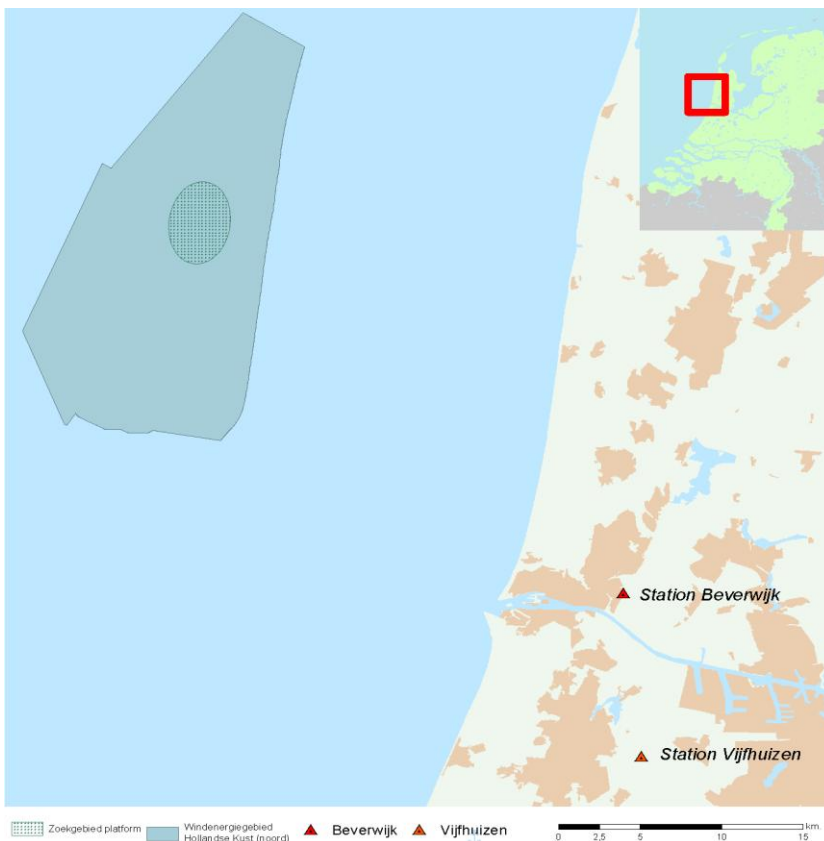 Station Beverwijk
Station Vijfhuizen
Zoekgebied platform
Windenergiegebied
Hollandse Kust (noord)
Beverwijk
Vijfhuizen
km.
0 2,5 5 10 15